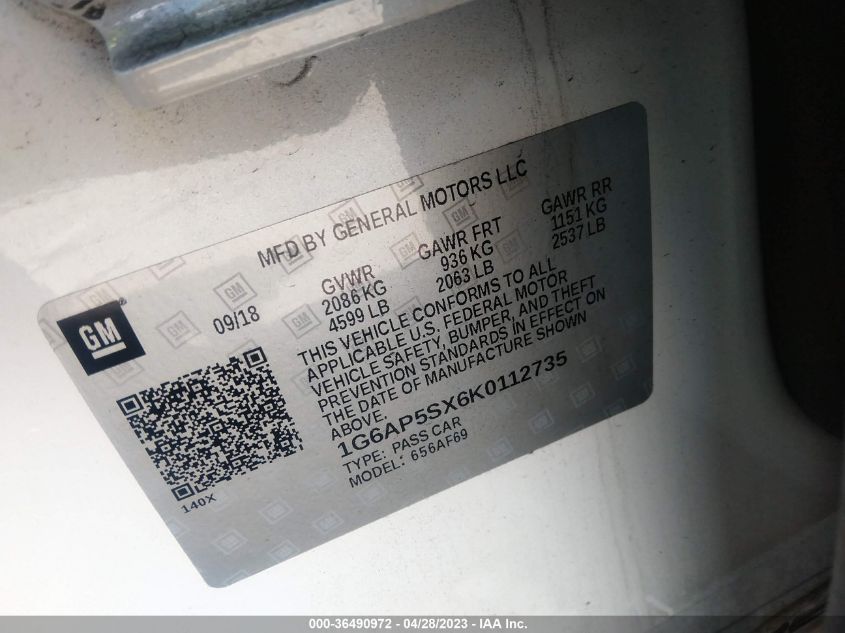 MFD BY GENERAL MOTORS LLC
GM
09/18
GVWR
2086 KG
4599 LB
GAWR FRT
936 KG
2063 LB
GAWR RR
1151 KG
2537 LB
THIS VEHICLE CONFORMS TO ALL
APPLICABLE U.S. FEDERAL MOTOR
VEHICLE SAFETY, BUMPER, AND THEFT
PREVENTION STANDARDS IN EFFECT ON
THE DATE OF MANUFACTURE SHOWN
ABOVE.
1G6AP5SX6K0112735
TYPE: PASS CAR
MODEL: 656AF69
140X
000-36490972 - 04/28/2023 - IAA Inc.